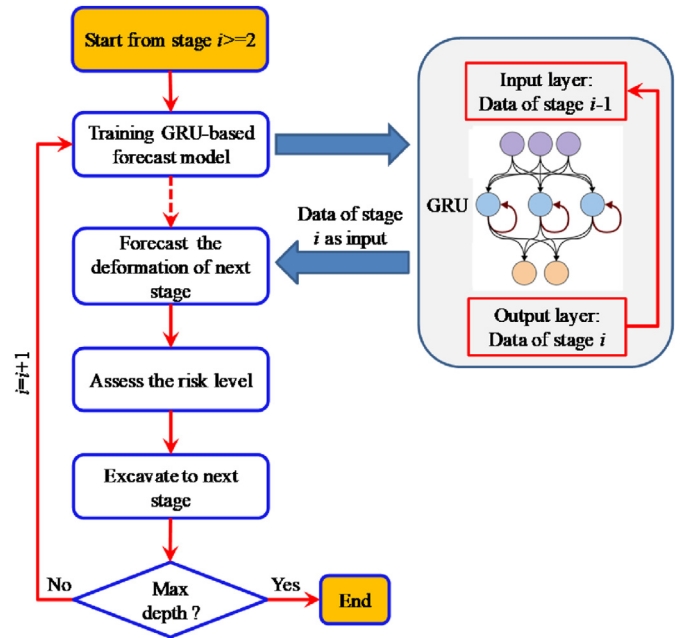 Start from stage i>=2
Training GRU-based
forecast model
Forecast the
deformation of next
stage
Assess the risk level
Excavate to next
stage
Max
depth ?
No
Yes
End
i=i+1
Data of stage
i as input
Input layer:
Data of stage i-1
GRU
Output layer:
Data of stage i